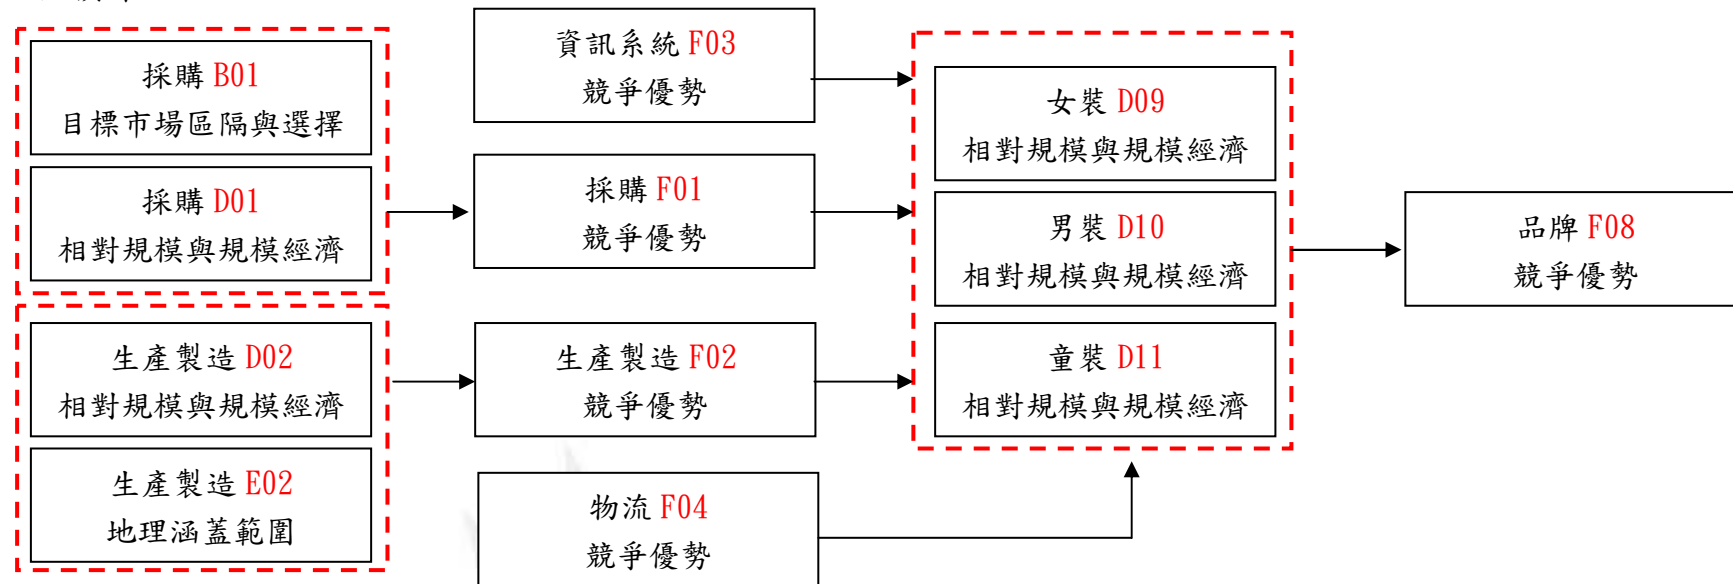 採購 B01
目標市場區隔與選擇
採購 D01
相對規模與規模經濟
生產製造 D02
相對規模與規模經濟
生產製造 E02
地理涵蓋範圍
資訊系統 F03
競爭優勢
採購 F01
競爭優勢
生產製造 F02
競爭優勢
物流 F04
競爭優勢
女裝 D09
相對規模與規模經濟
男裝 D10
相對規模與規模經濟
童裝 D11
相對規模與規模經濟
品牌 F08
競爭優勢